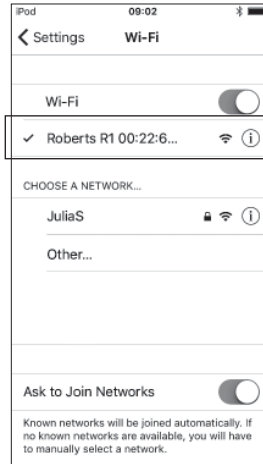 iPod 09:02
Settings Wi-Fi
Wi-Fi
Roberts R1 00:22:6...
CHOOSE A NETWORK...
JuliaS
Other...
Ask to Join Networks
Known networks will be joined automatically. If
no known networks are available, you will have
to manually select a network.